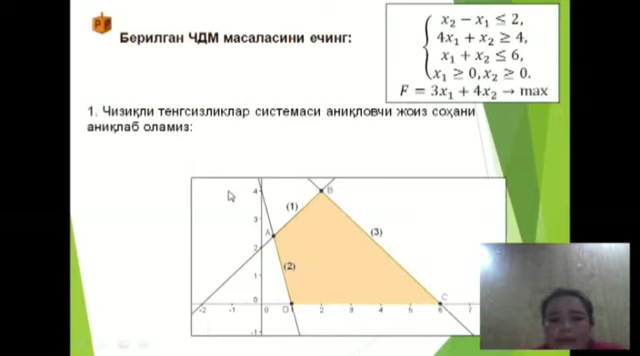 Берилган ЧДМ масаласини ечинг:
x₂ − x₁ ≤ 2,
4x₁ + x₂ ≥ 4,
x₁ + x₂ ≤ 6,
x₁ ≥ 0, x₂ ≥ 0.
F = 3x₁ + 4x₂ → max
1. Чизиқли тенгсизликлар системаси аниқловчи жоиз соҳани
аниқлаб оламиз:
4 B
(1)
3 (3)
A
2
(2)
1
0 D C
-2 -1 0 2 3 4 5 6 7
-1